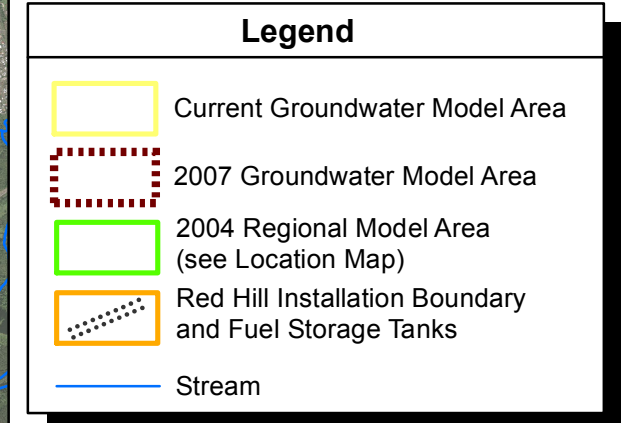 Legend
Current Groundwater Model Area
2007 Groundwater Model Area
2004 Regional Model Area
(see Location Map)
Red Hill Installation Boundary
and Fuel Storage Tanks
Stream